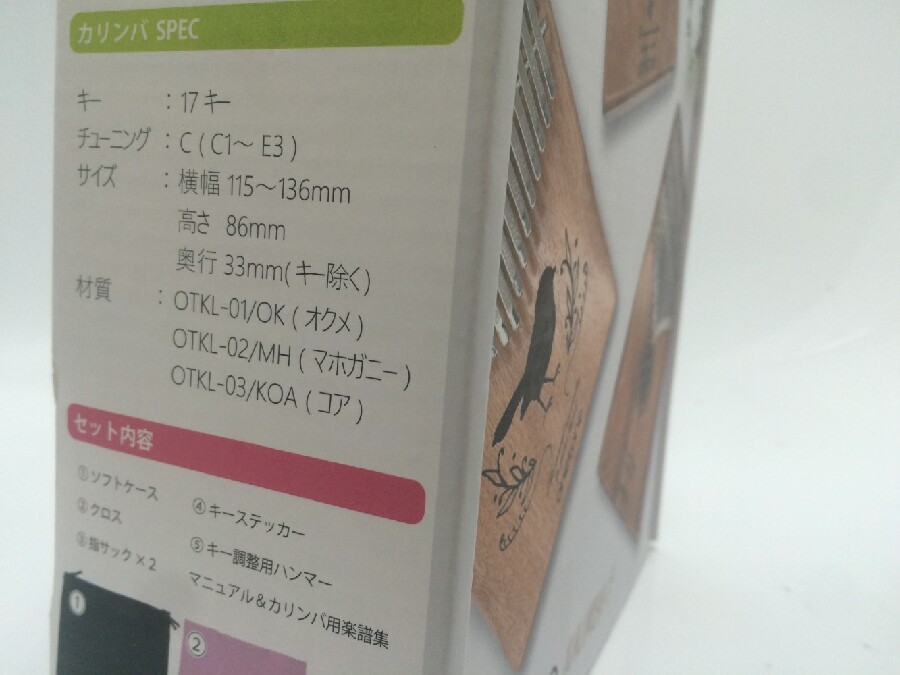 カリンバ SPEC
キー : 17 キー
チューニング : C ( C1～ E3 )
サイズ : 横幅 115～136mm
高さ 86mm
奥行 33mm( キー除く )
材質 : OTKL-01/OK ( オクメ )
OTKL-02/MH ( マホガニー )
OTKL-03/KOA ( コア )
セット内容
①ソフトケース
②クロス
③指サック×2
④キーステッカー
⑤キー調整用ハンマー
マニュアル＆カリンバ用楽譜集
1
2